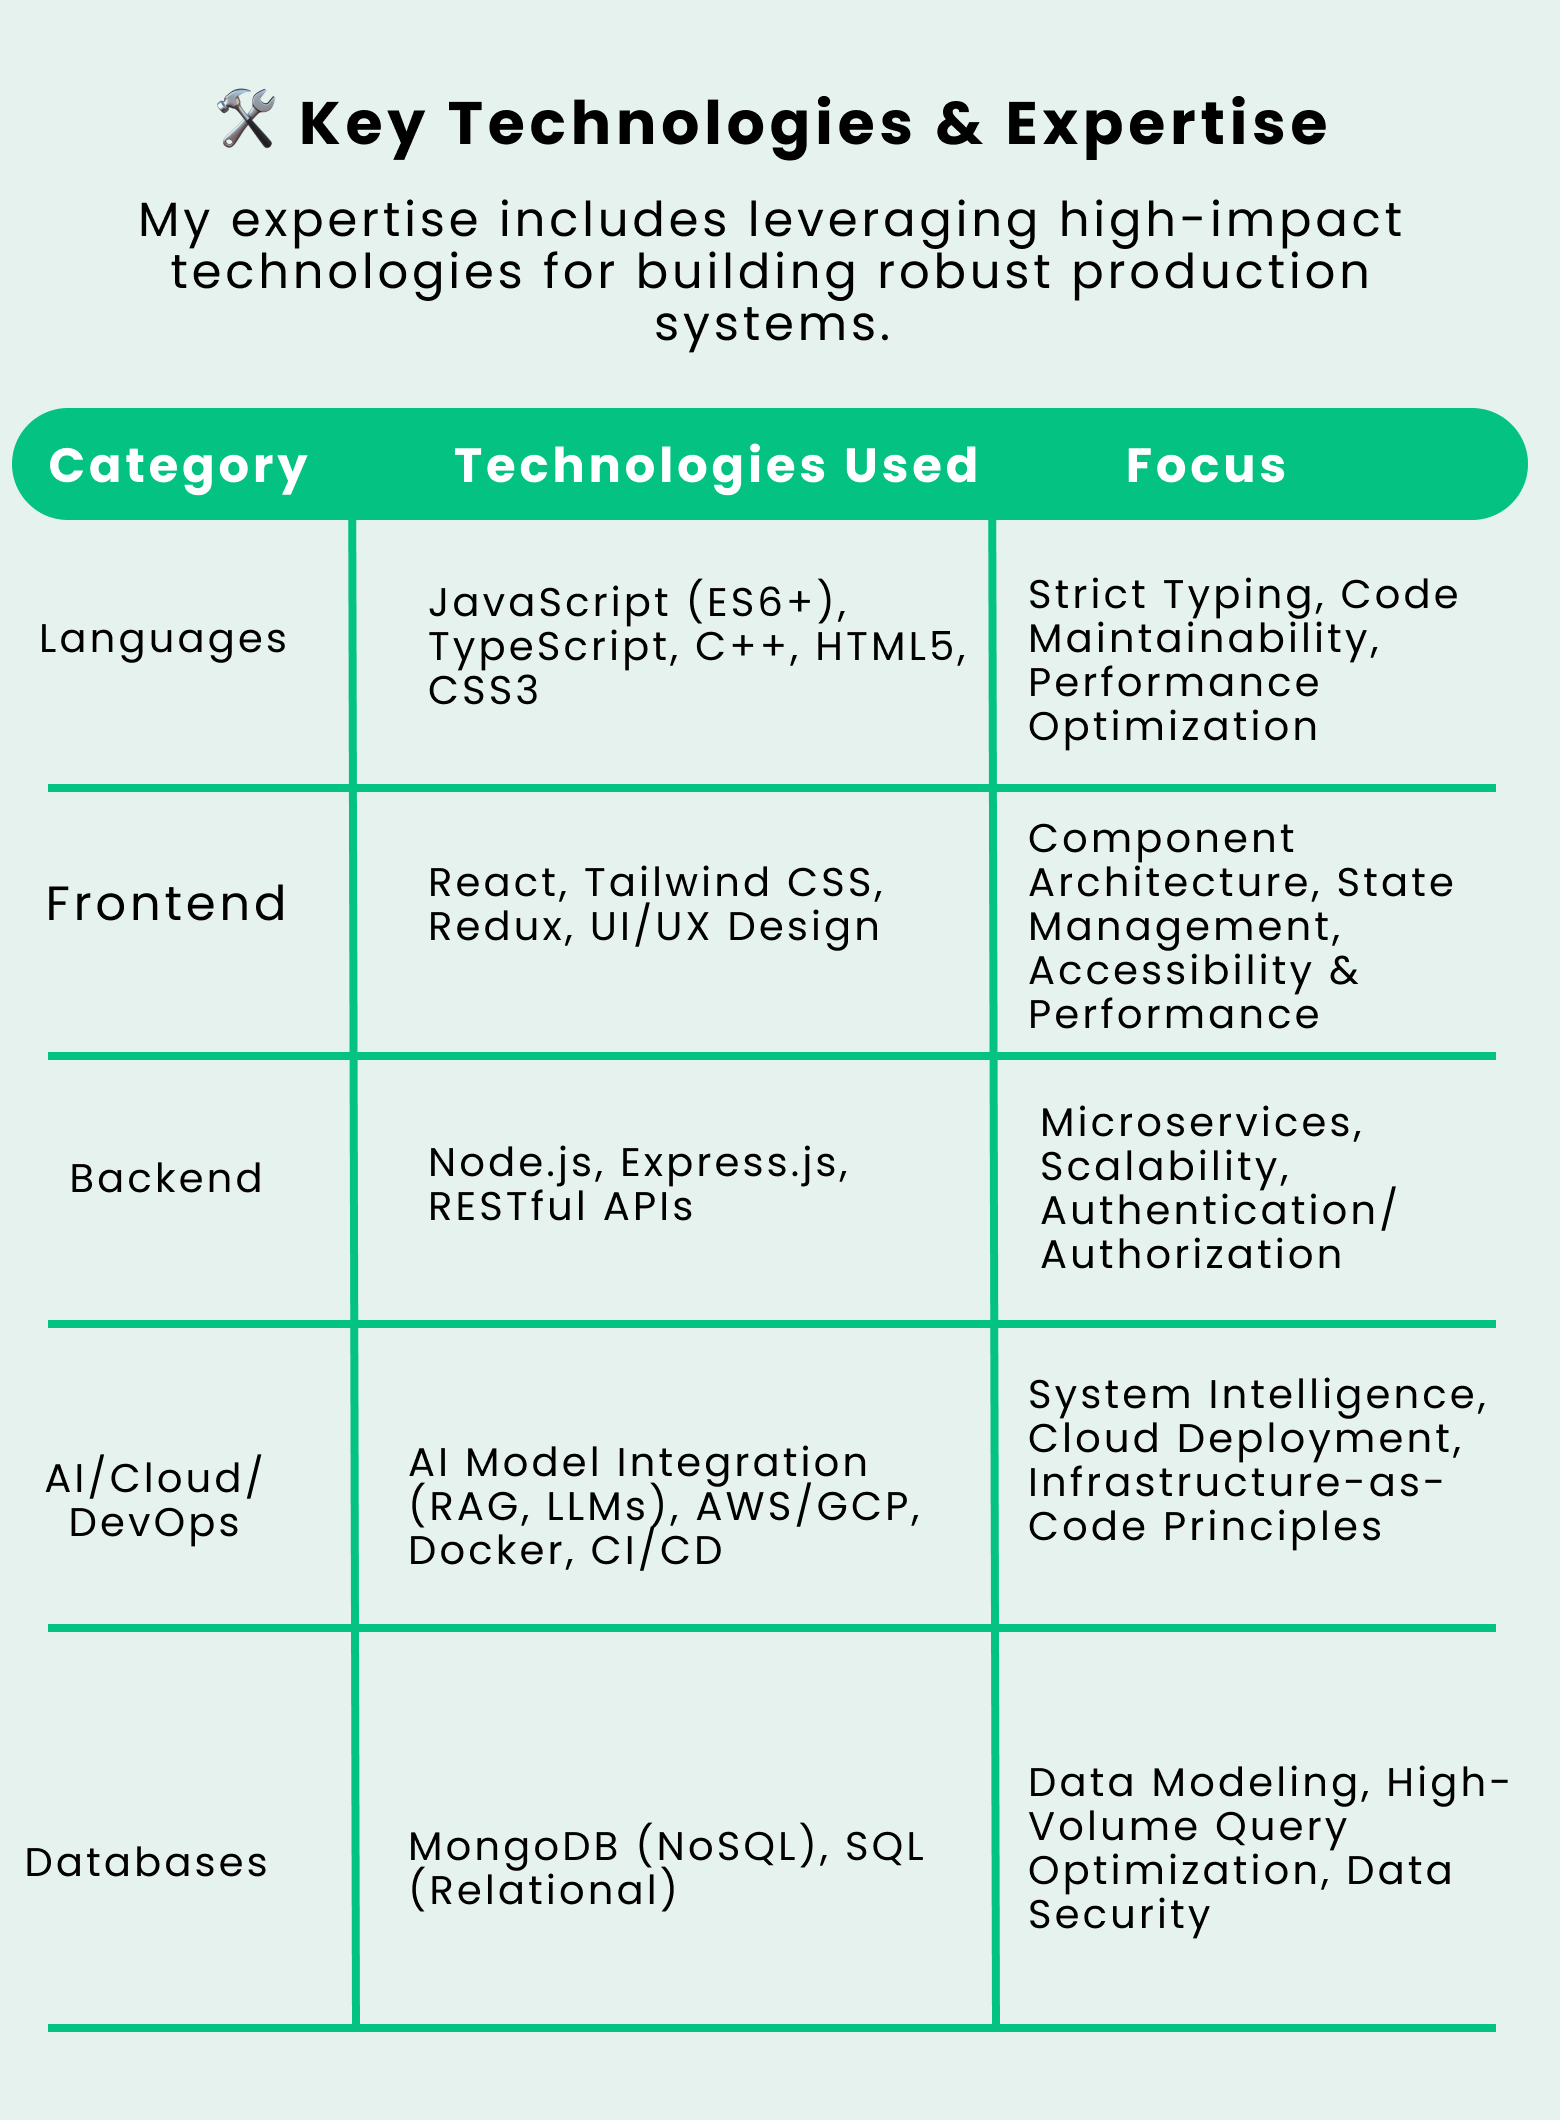 🛠️ Key Technologies & Expertise
My expertise includes leveraging high-impact
technologies for building robust production
systems.
Category Technologies Used Focus
Languages
JavaScript (ES6+),
TypeScript, C++, HTML5,
CSS3
Strict Typing, Code
Maintainability,
Performance
Optimization
Frontend
React, Tailwind CSS,
Redux, UI/UX Design
Component
Architecture, State
Management,
Accessibility &
Performance
Backend
Node.js, Express.js,
RESTful APIs
Microservices,
Scalability,
Authentication/
Authorization
AI/Cloud/
DevOps
AI Model Integration
(RAG, LLMs), AWS/GCP,
Docker, CI/CD
System Intelligence,
Cloud Deployment,
Infrastructure-as-
Code Principles
Databases
MongoDB (NoSQL), SQL
(Relational)
Data Modeling, High-
Volume Query
Optimization, Data
Security